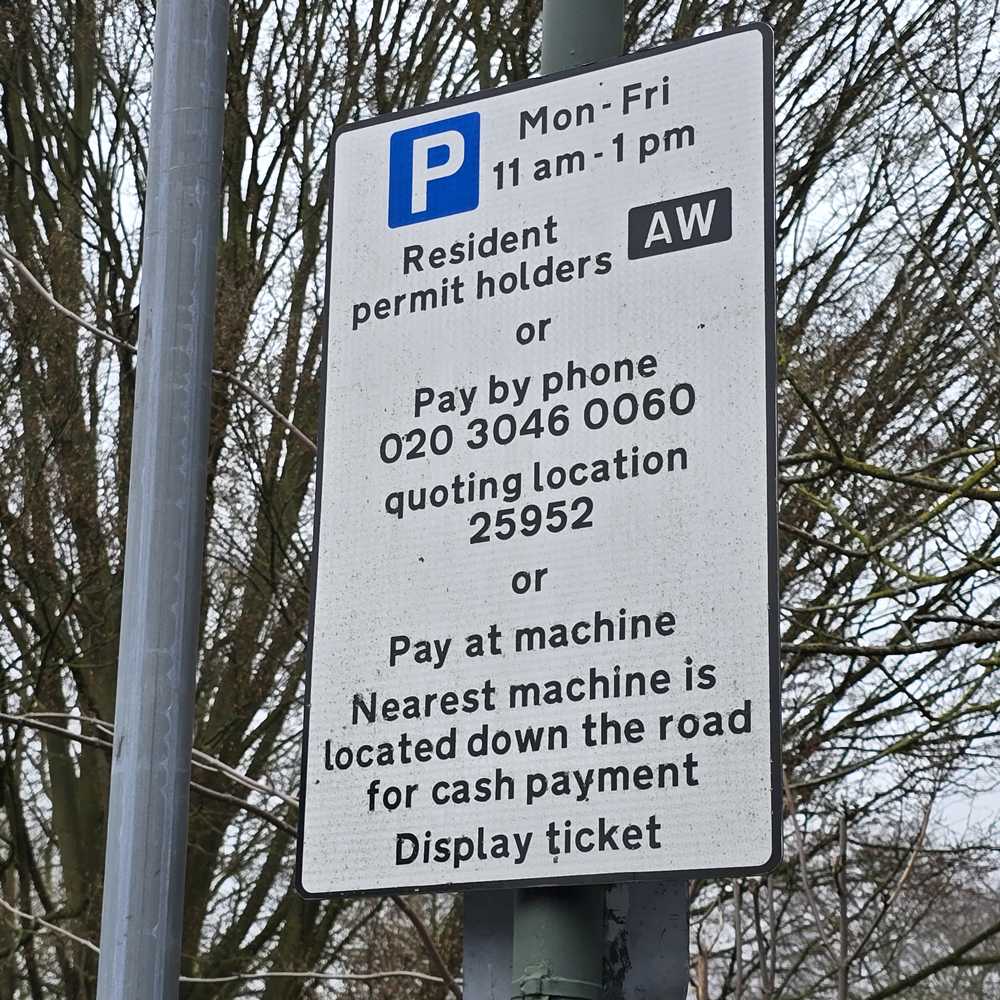 P Mon - Fri
11 am - 1 pm
Resident
permit holders AW
or
Pay by phone
020 3046 0060
quoting location
25952
or
Pay at machine
Nearest machine is
located down the road
for cash payment
Display ticket